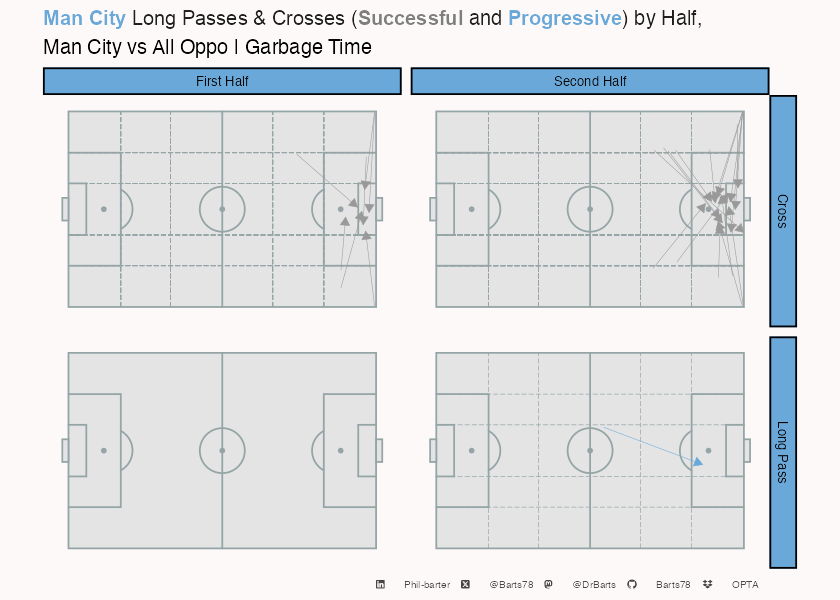 Man City Long Passes & Crosses (Successful and Progressive) by Half,
Man City vs All Oppo I Garbage Time
First Half
Second Half
Cross
Long Pass
Phil-barter @Barts78 @DrBarts Barts78 OPTA